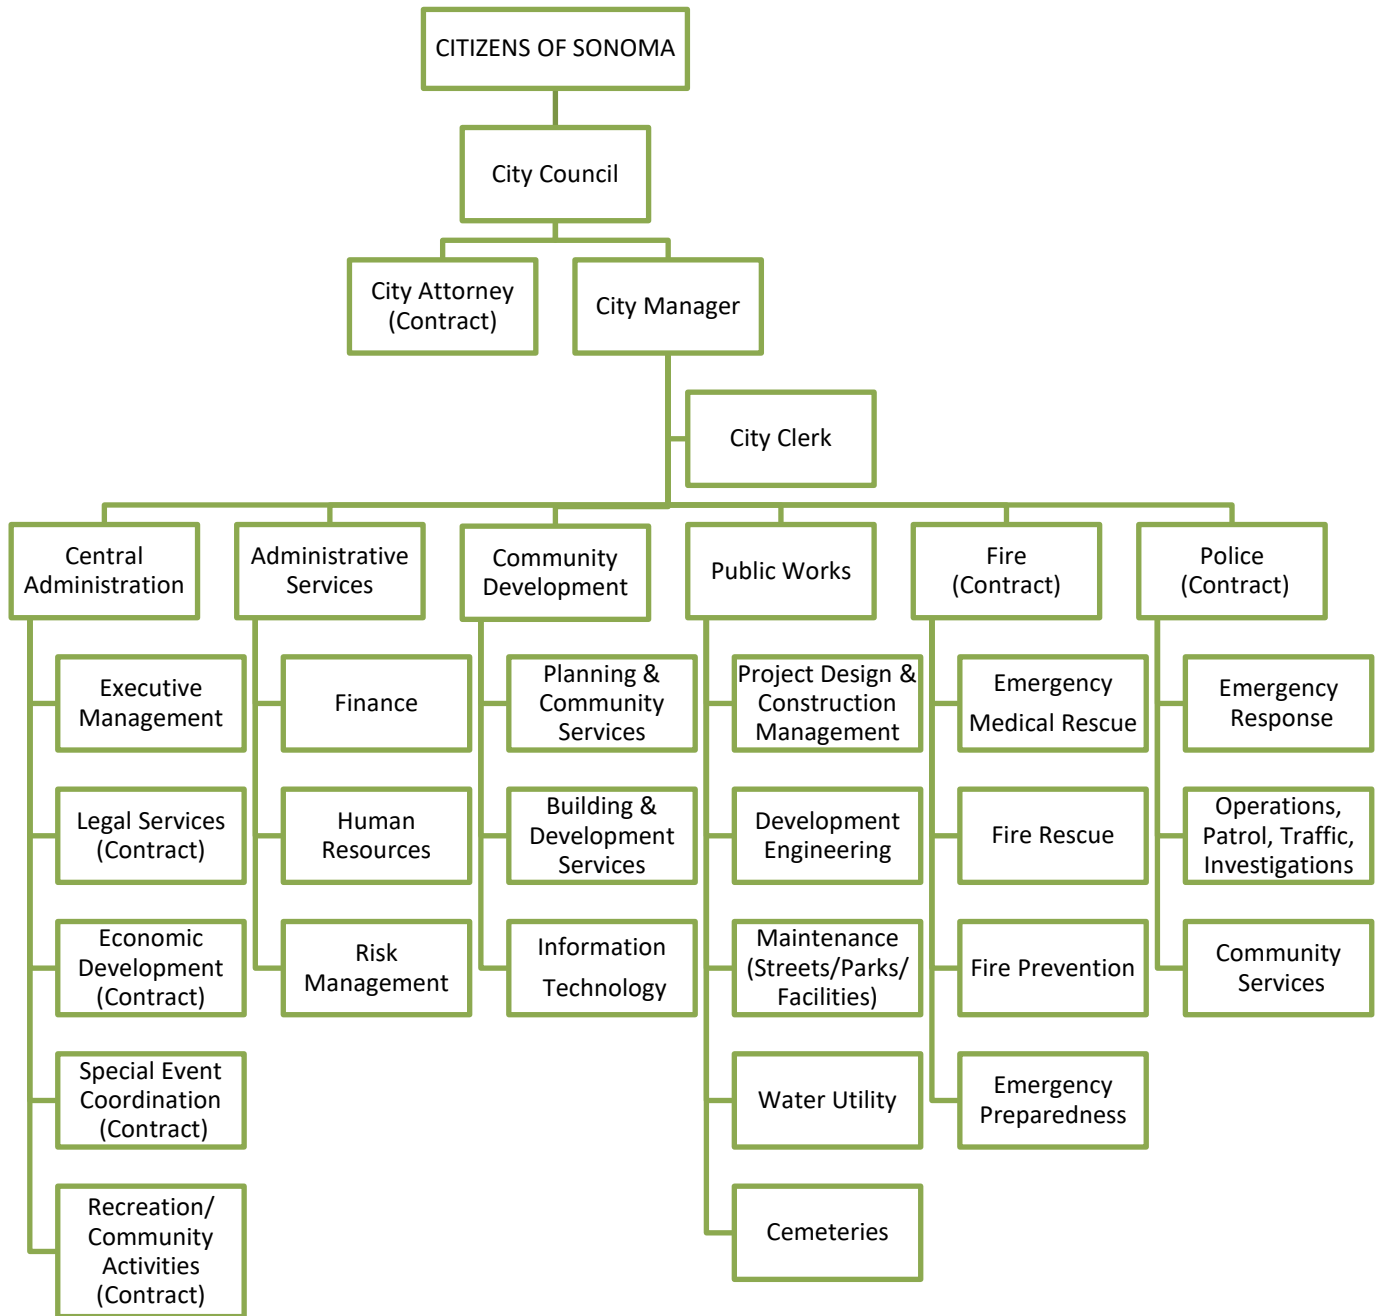 CITIZENS OF SONOMA
City Council
City Attorney
(Contract)
City Manager
City Clerk
Central
Administration
Administrative
Services
Community
Development
Public Works
Fire
(Contract)
Police
(Contract)
Executive
Management
Legal Services
(Contract)
Economic
Development
(Contract)
Special Event
Coordination
(Contract)
Recreation/
Community
Activities
(Contract)
Finance
Human
Resources
Risk
Management
Planning &
Community
Services
Building &
Development
Services
Information
Technology
Project Design &
Construction
Management
Development
Engineering
Maintenance
(Streets/Parks/
Facilities)
Water Utility
Cemeteries
Emergency
Medical Rescue
Fire Rescue
Fire Prevention
Emergency
Preparedness
Emergency
Response
Operations,
Patrol, Traffic,
Investigations
Community
Services